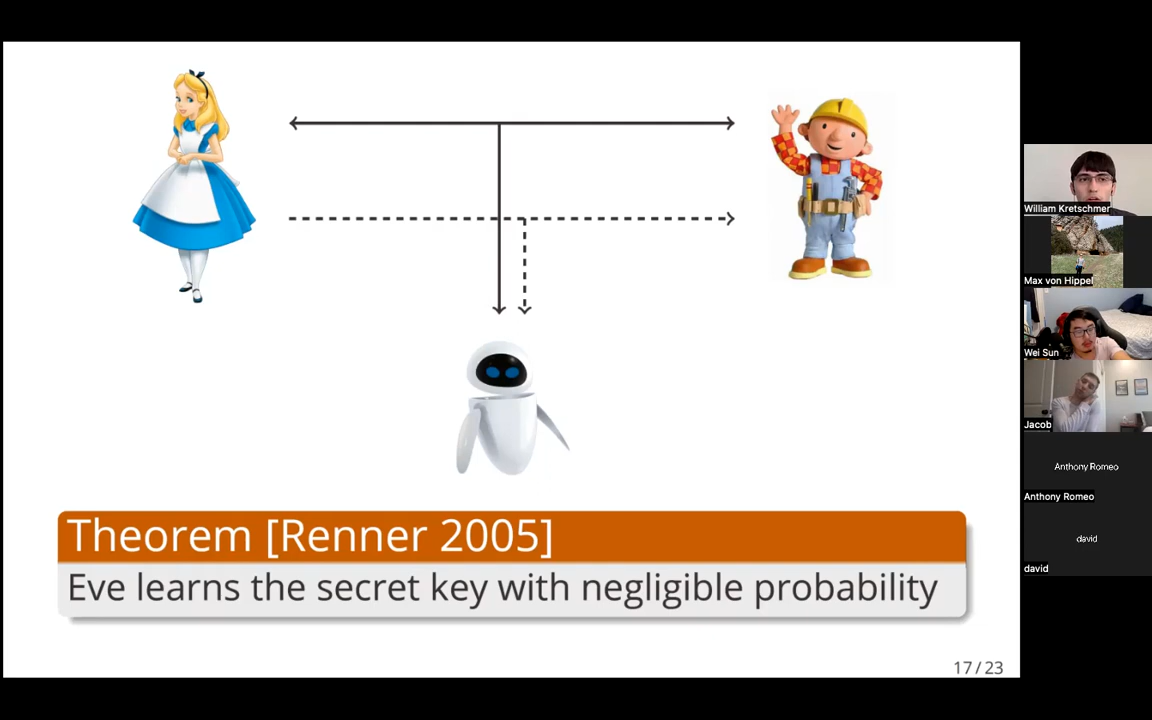 Theorem [Renner 2005]
Eve learns the secret key with negligible probability
17 / 23
William Kretschmer
Max von Hippel
Wei Sun
Jacob
Anthony Romeo
Anthony Romeo
david
david